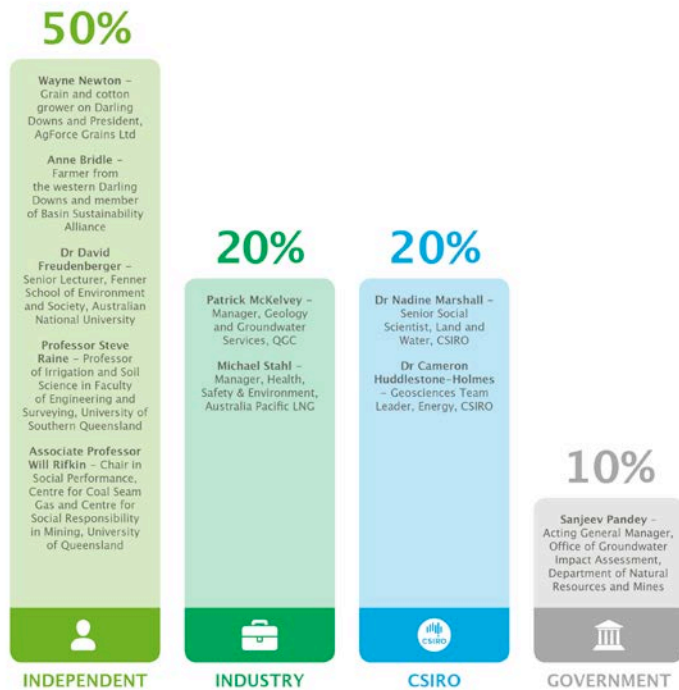 50%
Wayne Newton –
Grain and cotton
grower on Darling
Downs and President,
AgForce Grains Ltd
Anne Bridle –
Farmer from
the western Darling
Downs and member
of Basin Sustainability
Alliance
Dr David
Freudenberger –
Senior Lecturer, Fenner
School of Environment
and Society, Australian
National University
Professor Steve
Raine – Professor
of Irrigation and Soil
Science in Faculty
of Engineering and
Surveying, University of
Southern Queensland
Associate Professor
Will Rifkin – Chair in
Social Performance,
Centre for Coal Seam
Gas and Centre for
Social Responsibility
in Mining, University
of Queensland
INDEPENDENT
20%
Patrick McKelvey –
Manager, Geology
and Groundwater
Services, QGC
Michael Stahl –
Manager, Health,
Safety & Environment,
Australia Pacific LNG
INDUSTRY
20%
Dr Nadine Marshall –
Senior Social
Scientist, Land and
Water, CSIRO
Dr Cameron
Huddlestone-Holmes
– Geosciences Team
Leader, Energy, CSIRO
CSIRO
CSIRO
10%
Sanjeev Pandey –
Acting General Manager,
Office of Groundwater
Impact Assessment,
Department of Natural
Resources and Mines
GOVERNMENT